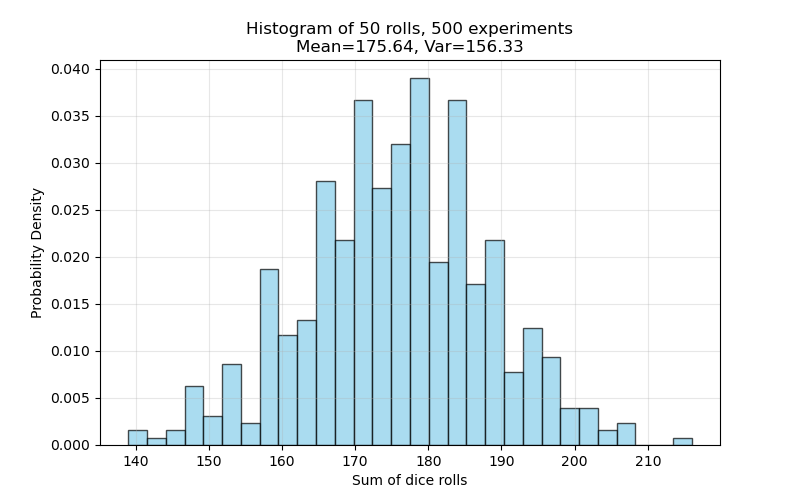 Histogram of 50 rolls, 500 experiments
Mean=175.64, Var=156.33
0.040
0.035
0.030
0.025
0.020
0.015
0.010
0.005
0.000
Probability Density
140 150 160 170 180 190 200 210
Sum of dice rolls